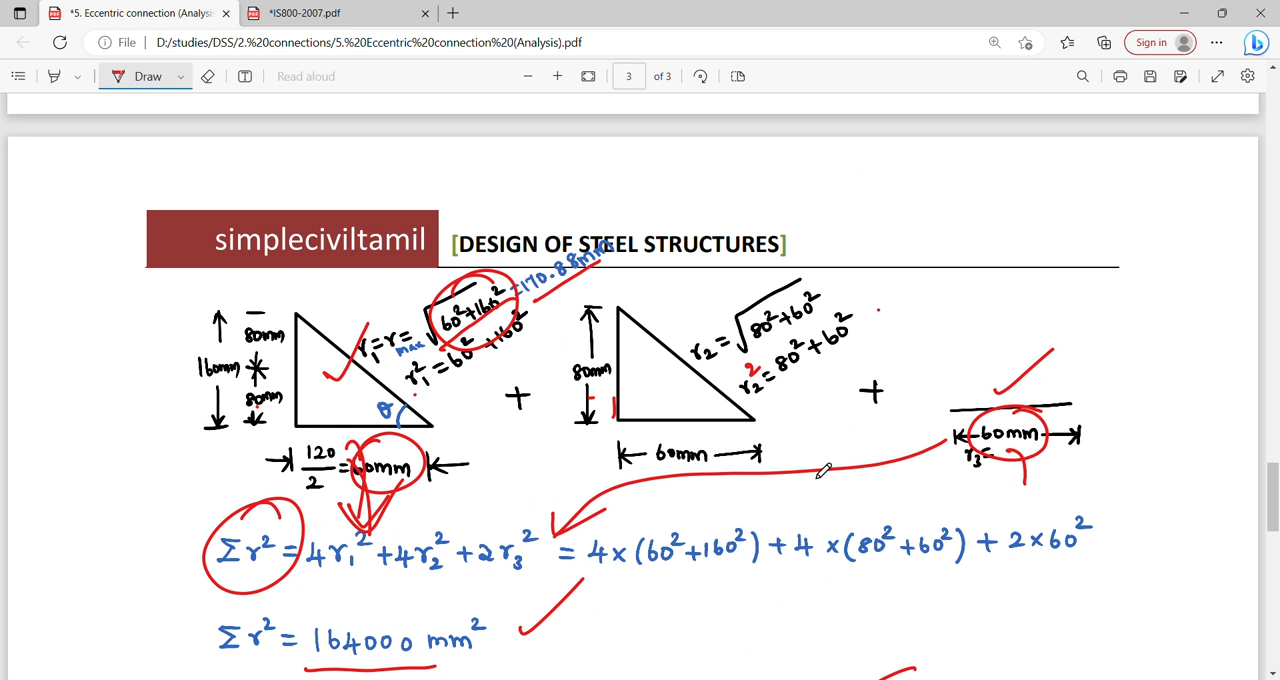 *5. Eccentric connection (Analysis
*IS800-2007.pdf
File
D:/studies/DSS/2.%20connections/5.%20Eccentric%20connection%20(Analysis).pdf
Sign in
Draw
Read aloud
3
of 3
simpleciviltamil
[DESIGN OF STEEL STRUCTURES]
r₁=r max=√60²+160² =170.88mm
r₁²=60²+160²
80mm
160mm
80mm
θ
120/2 = 60mm
+
80mm
60mm
r₂=√80²+60²
r₂²=80²+60²
+
60mm
r₃=
Σr²=4r₁²+4r₂²+2r₃² = 4×(60²+160²)+4×(80²+60²)+2×60²
Σr²=164000 mm²